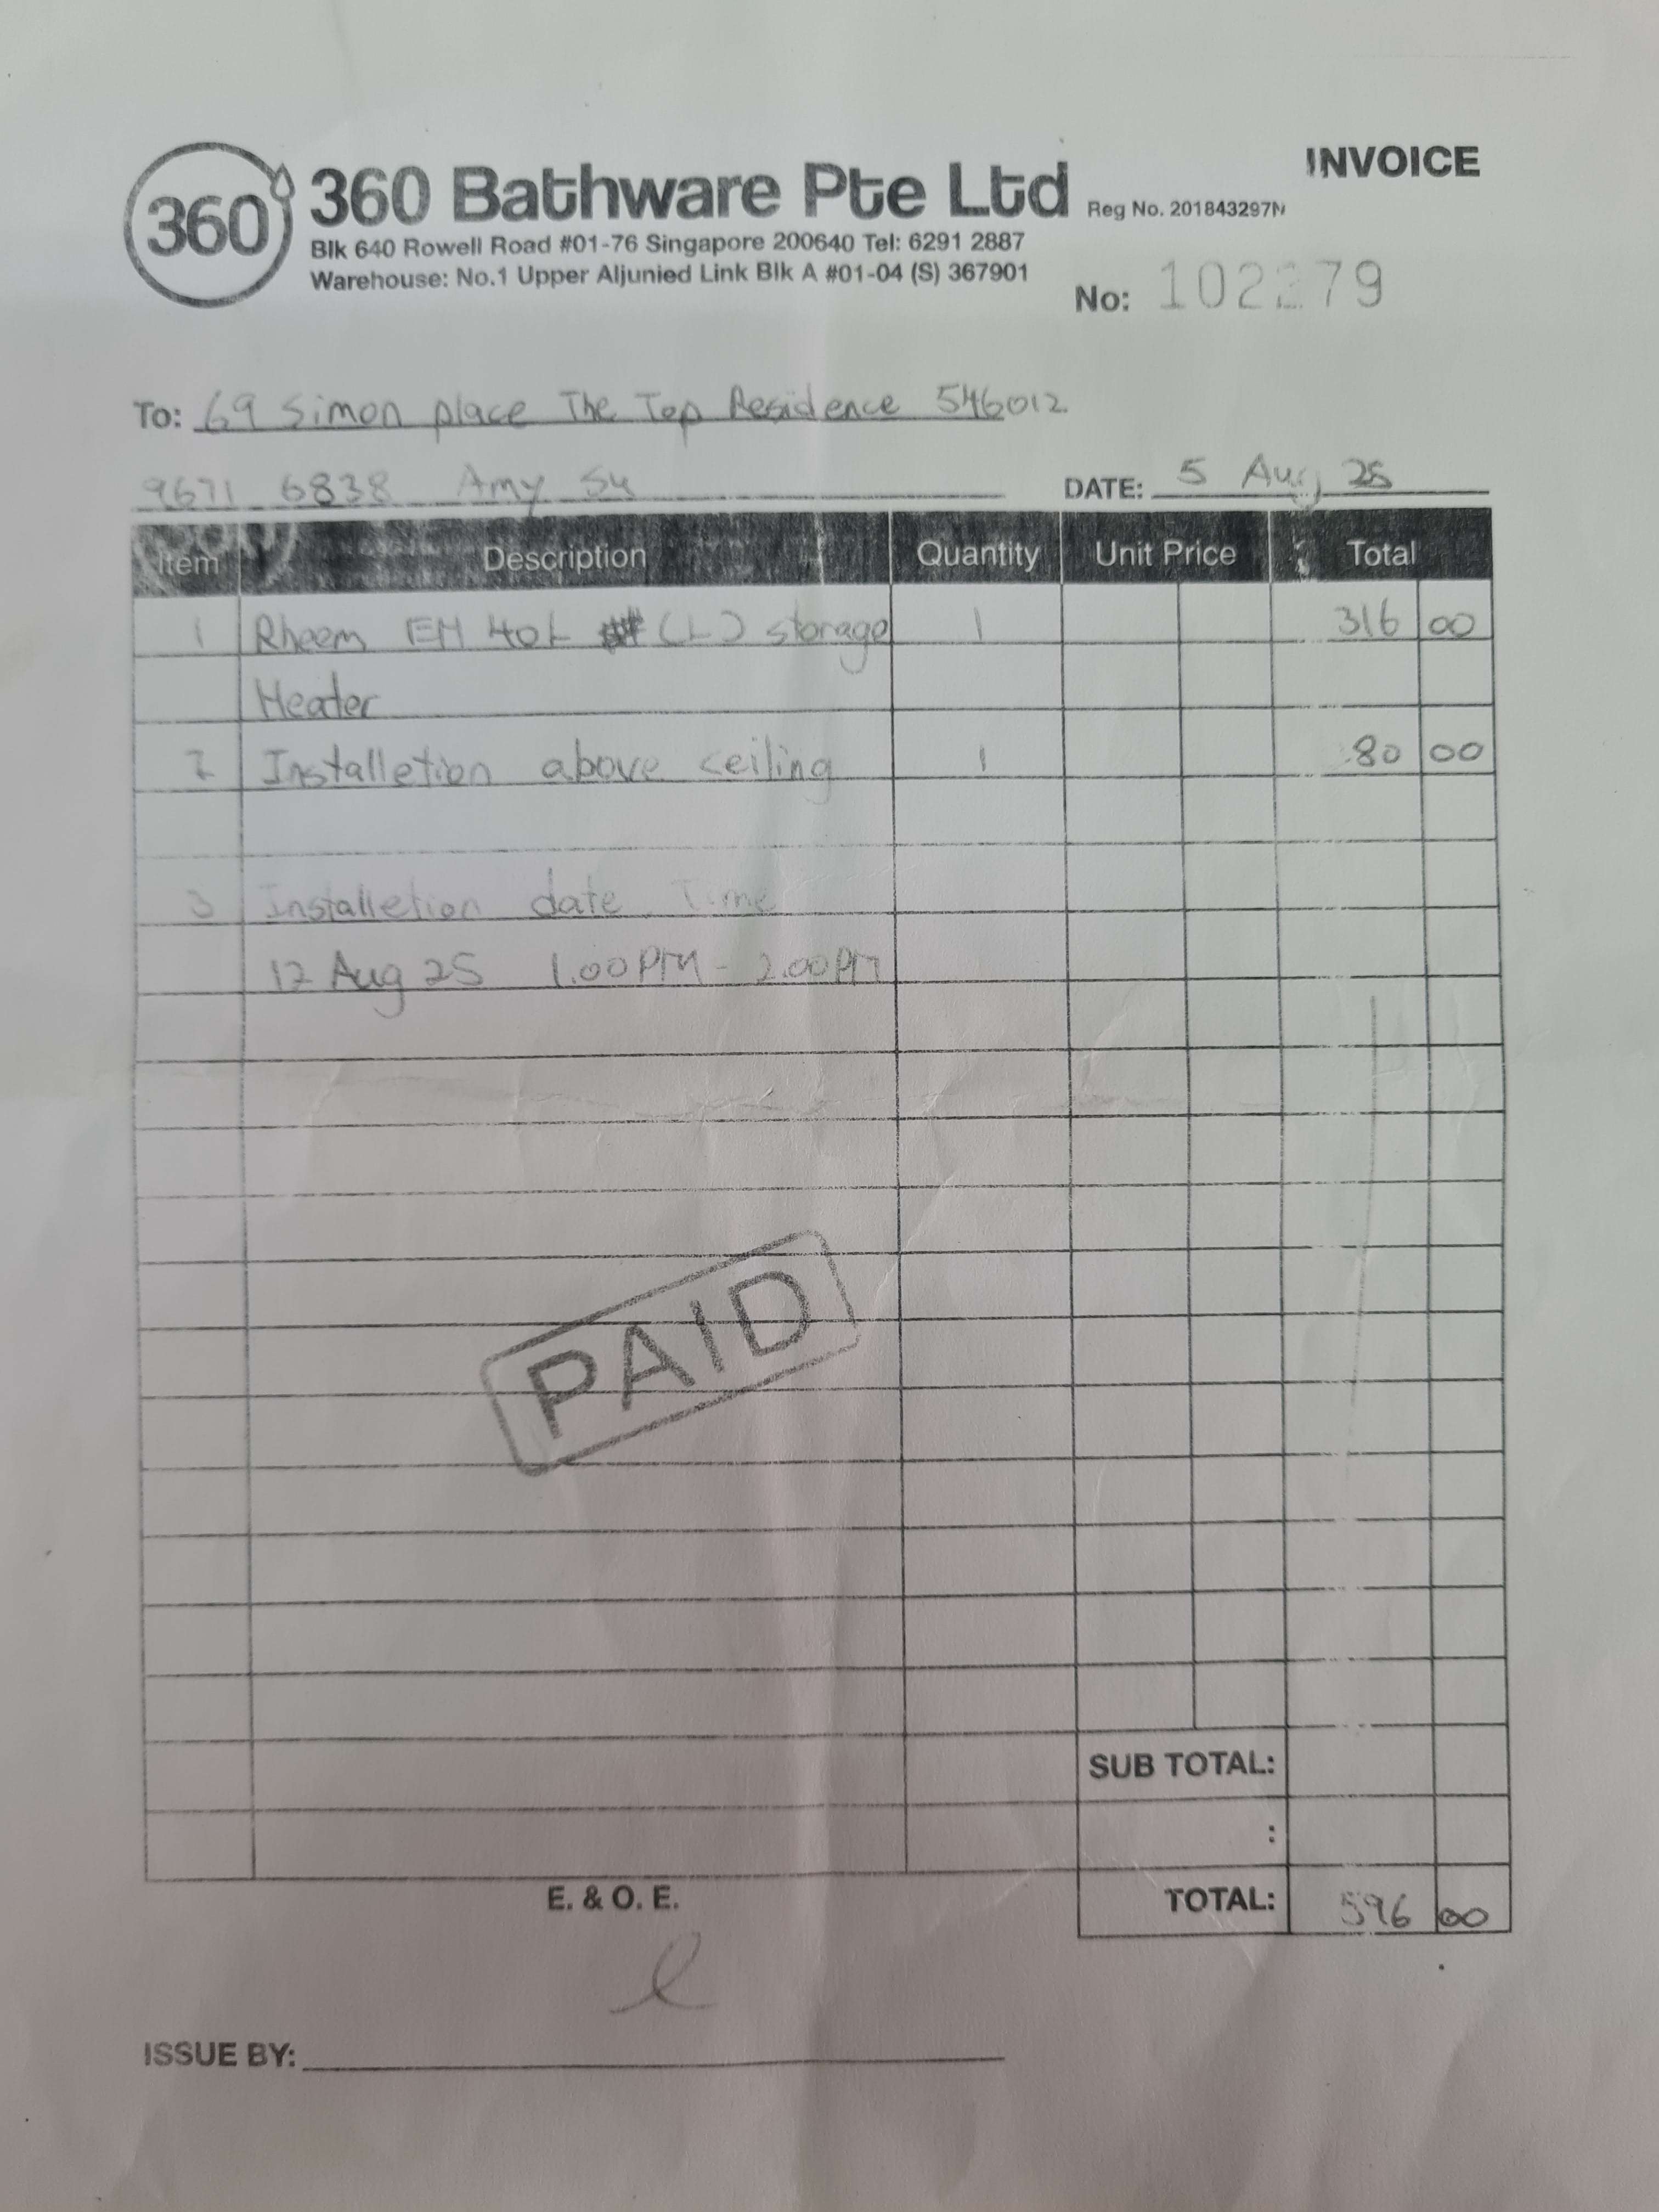 INVOICE
360
360 Bathware Pte Ltd
Reg No. 201843297N
Blk 640 Rowell Road #01-76 Singapore 200640 Tel: 6291 2887
Warehouse: No.1 Upper Aljunied Link Blk A #01-04 (S) 367901
No: 102279
To: 69 Simon place The Top Residence 546012
9671 6838 Amy Su
DATE: 5 Aug 25
Item Description Quantity Unit Price Total
1 Rheem EH 40L (L) storage 1 316 00
Heater
2 Installetion above ceiling 1 80 00
3 Installetion date Time
12 Aug 25 1.00PM - 2.00PM
PAID
SUB TOTAL:
:
E. & O. E.
TOTAL: 596 00
ISSUE BY: